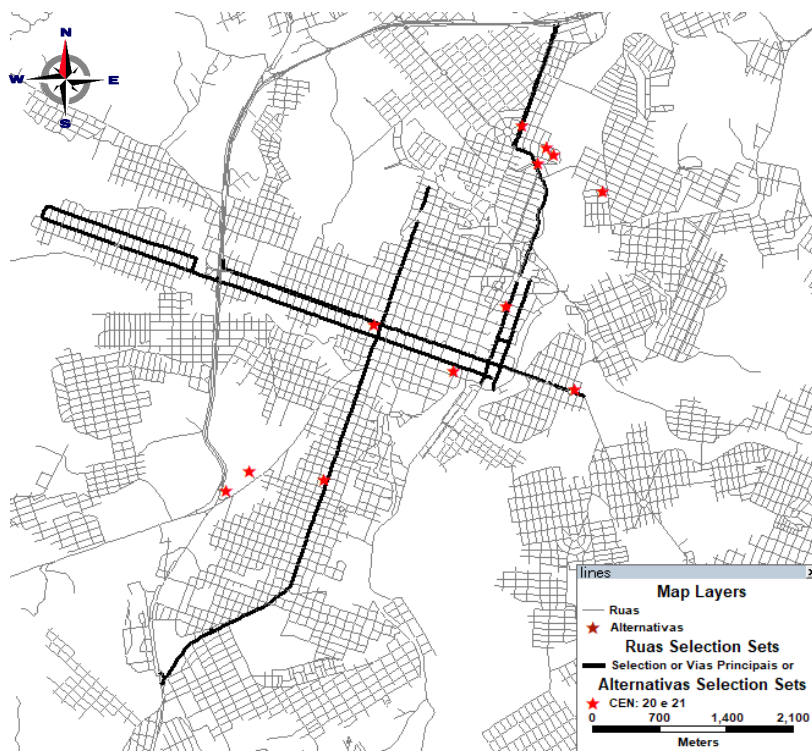 N
W E
S
lines
Map Layers
Ruas
Alternativas
Ruas Selection Sets
Selection or Vias Principais or
Alternativas Selection Sets
CEN: 20 e 21
0 700 1,400 2,100
Meters